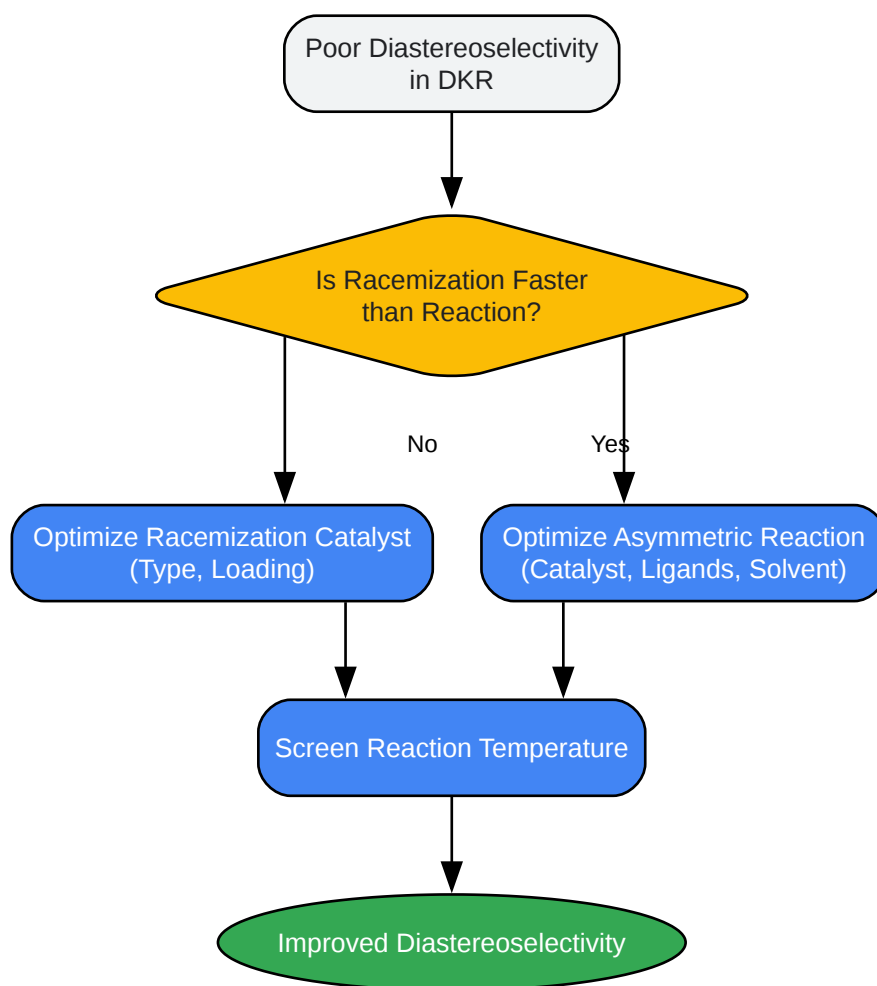 Poor Diastereoselectivity
in DKR
Is Racemization Faster
than Reaction?
No
Yes
Optimize Racemization Catalyst
(Type, Loading)
Optimize Asymmetric Reaction
(Catalyst, Ligands, Solvent)
Screen Reaction Temperature
Improved Diastereoselectivity